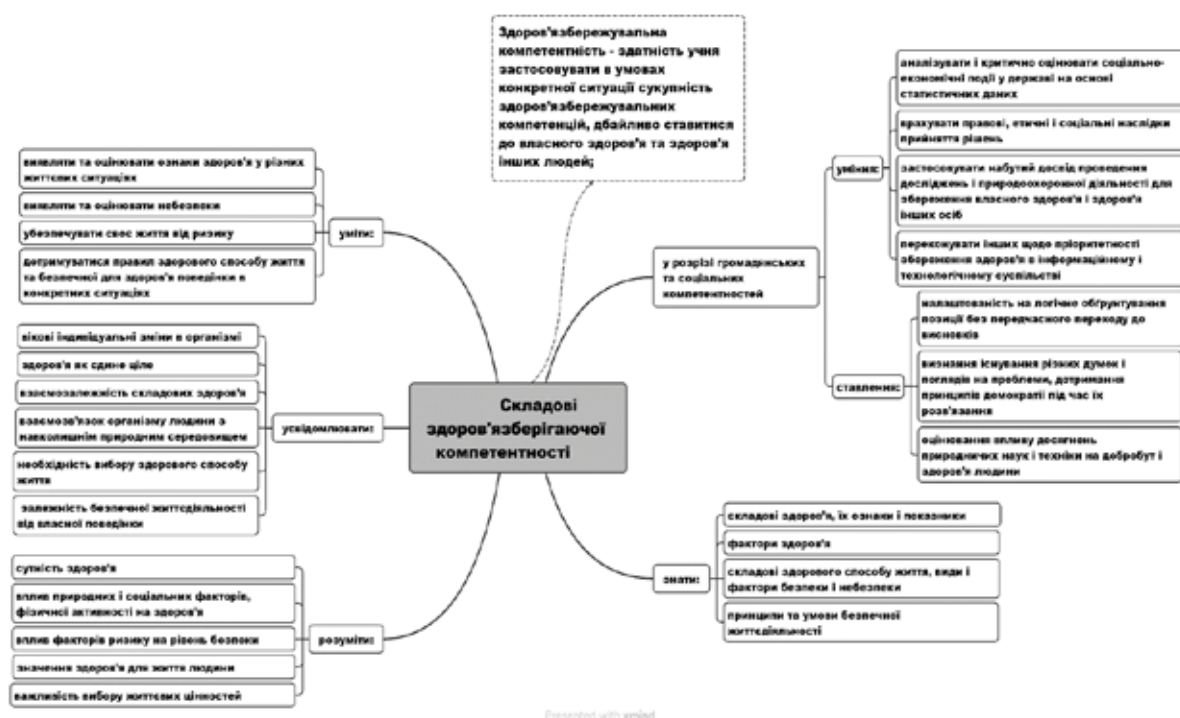 Здоров'язбережувальна
компетентність - здатність учня
застосовувати в умовах
конкретної ситуації сукупність
здоров'язбережувальних
компетенцій, дбайливо ставитися
до власного здоров'я та здоров'я
інших людей;
виявляти та оцінювати ознаки здоров'я у різних
життєвих ситуаціях
виявляти та оцінювати небезпеки
убезпечувати своє життя від ризику
дотримуватися правил здорового способу життя
та безпечної для здоров'я поведінки в
конкретних ситуаціях
уміти:
вікові індивідуальні зміни в організмі
здоров'я як єдине ціле
взаємозалежність складових здоров'я
взаємозв'язок організму людини з
навколишнім природним середовищем
необхідність вибору здорового способу
життя
залежність безпечної життєдіяльності
від власної поведінки
усвідомлювати:
сутність здоров'я
вплив природних і соціальних факторів,
фізичної активності на здоров'я
вплив факторів ризику на рівень безпеки
значення здоров'я для життя людини
важливість вибору життєвих цінностей
розуміти:
Складові
здоров'язберігаючої
компетентності
у розрізі громадянських
та соціальних
компетентностей
уміння:
аналізувати і критично оцінювати соціально-
економічні події у державі на основі
статистичних даних
врахувати правові, етичні і соціальні наслідки
прийняття рішень
застосовувати набутий досвід проведення
досліджень і природоохоронної діяльності для
збереження власного здоров'я і здоров'я
інших осіб
переконувати інших щодо пріоритетності
збереження здоров'я в інформаційному і
технологічному суспільстві
ставлення:
налаштованість на логічне обґрунтування
позиції без передчасного переходу до
висновків
визнання існування різних думок і
поглядів на проблеми, дотримання
принципів демократії під час їх
розв'язання
оцінювання впливу досягнень
природничих наук і техніки на добробут і
здоров'я людини
знати:
складові здоров'я, їх ознаки і показники
фактори здоров'я
складові здорового способу життя, види і
фактори безпеки і небезпеки
принципи та умови безпечної
життєдіяльності
Presented with xmind